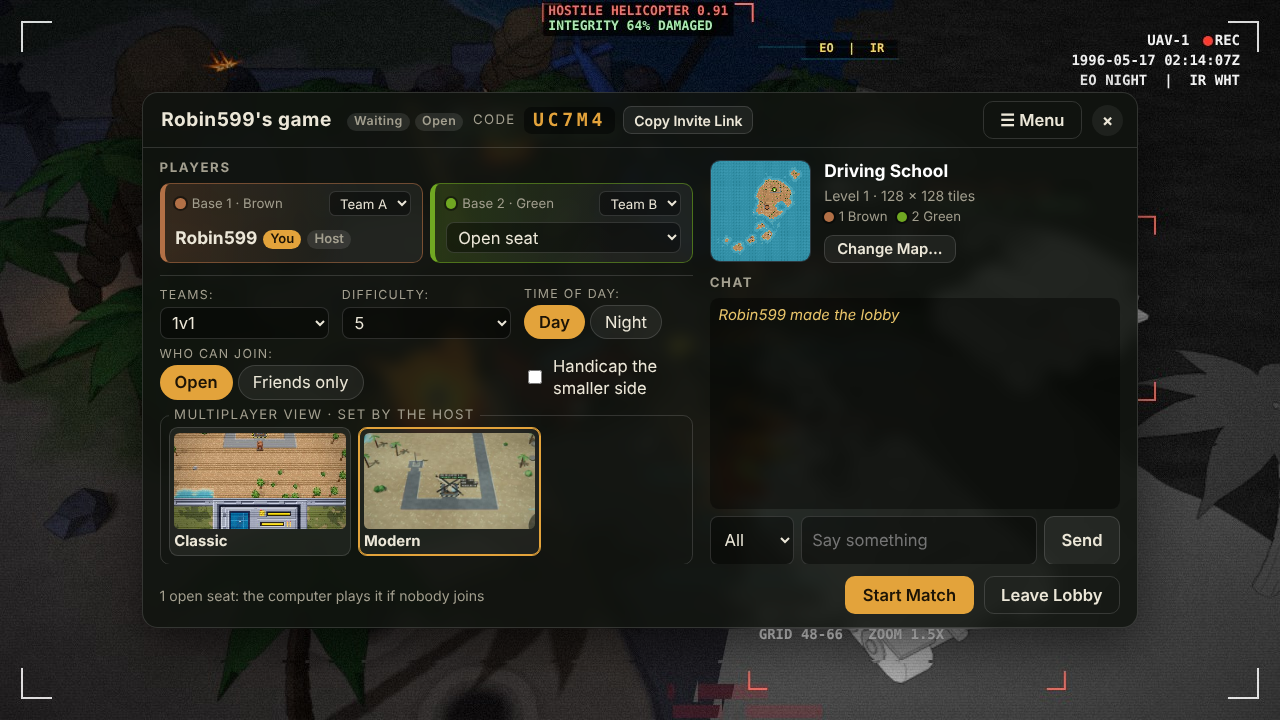 HOSTILE HELICOPTER 0.91
INTEGRITY 64% DAMAGED
EO | IR
UAV-1 REC
1996-05-17 02:14:07Z
EO NIGHT | IR WHT
Robin599's game Waiting Open CODE UC7M4 Copy Invite Link ☰ Menu ×
PLAYERS
Base 1 · Brown Team A
Robin599 You Host
Base 2 · Green Team B
Open seat
Driving School
Level 1 · 128 × 128 tiles
1 Brown 2 Green
Change Map...
TEAMS: DIFFICULTY: TIME OF DAY:
1v1 5 Day Night
WHO CAN JOIN:
Open Friends only
Handicap the
smaller side
MULTIPLAYER VIEW · SET BY THE HOST
Classic Modern
CHAT
Robin599 made the lobby
All Say something Send
1 open seat: the computer plays it if nobody joins
Start Match Leave Lobby
GRID 48-66 ZOOM 1.5X